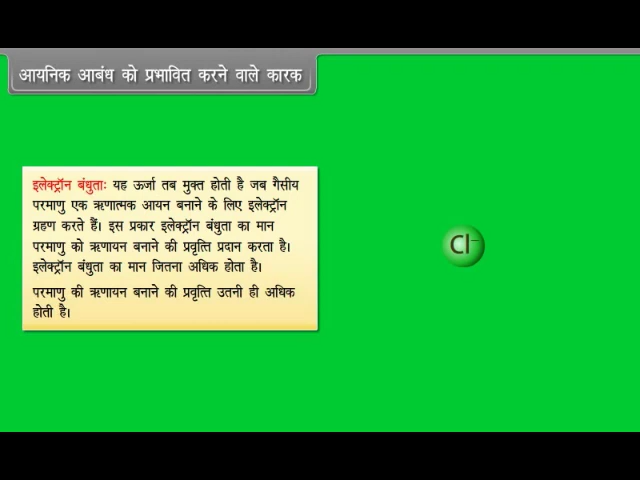 आयनिक आबंध को प्रभावित करने वाले कारक
इलेक्ट्रॉन बंधुताः यह ऊर्जा तब मुक्त होती है जब गैसीय
परमाणु एक ऋणात्मक आयन बनाने के लिए इलेक्ट्रॉन
ग्रहण करते हैं। इस प्रकार इलेक्ट्रॉन बंधुता का मान
परमाणु को ऋणायन बनाने की प्रवृत्ति प्रदान करता है।
इलेक्ट्रॉन बंधुता का मान जितना अधिक होता है।
परमाणु की ऋणायन बनाने की प्रवृत्ति उतनी ही अधिक
होती है।
Cl⁻